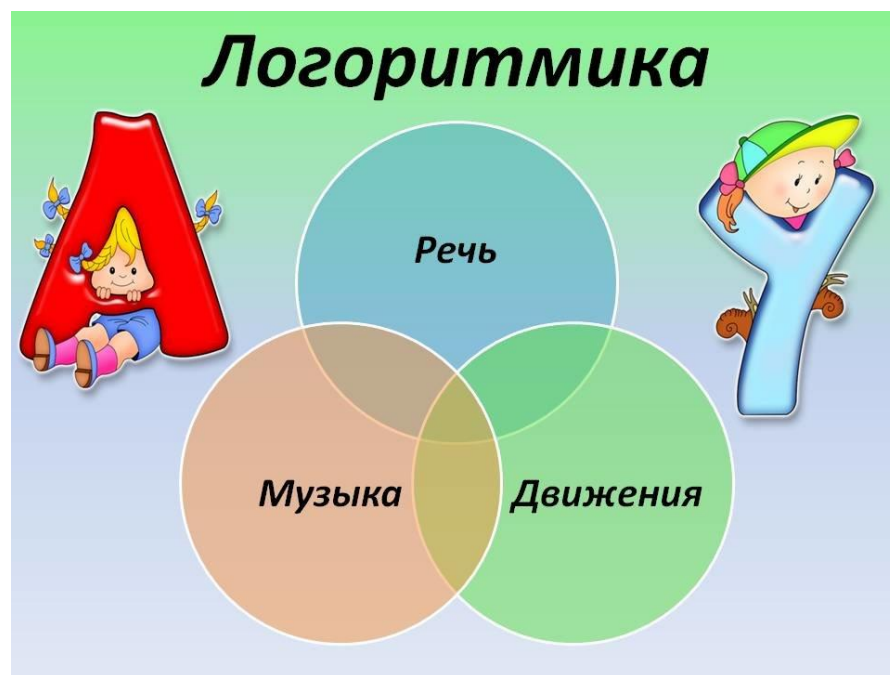 Логоритмика
А
У
Речь
Музыка
Движения